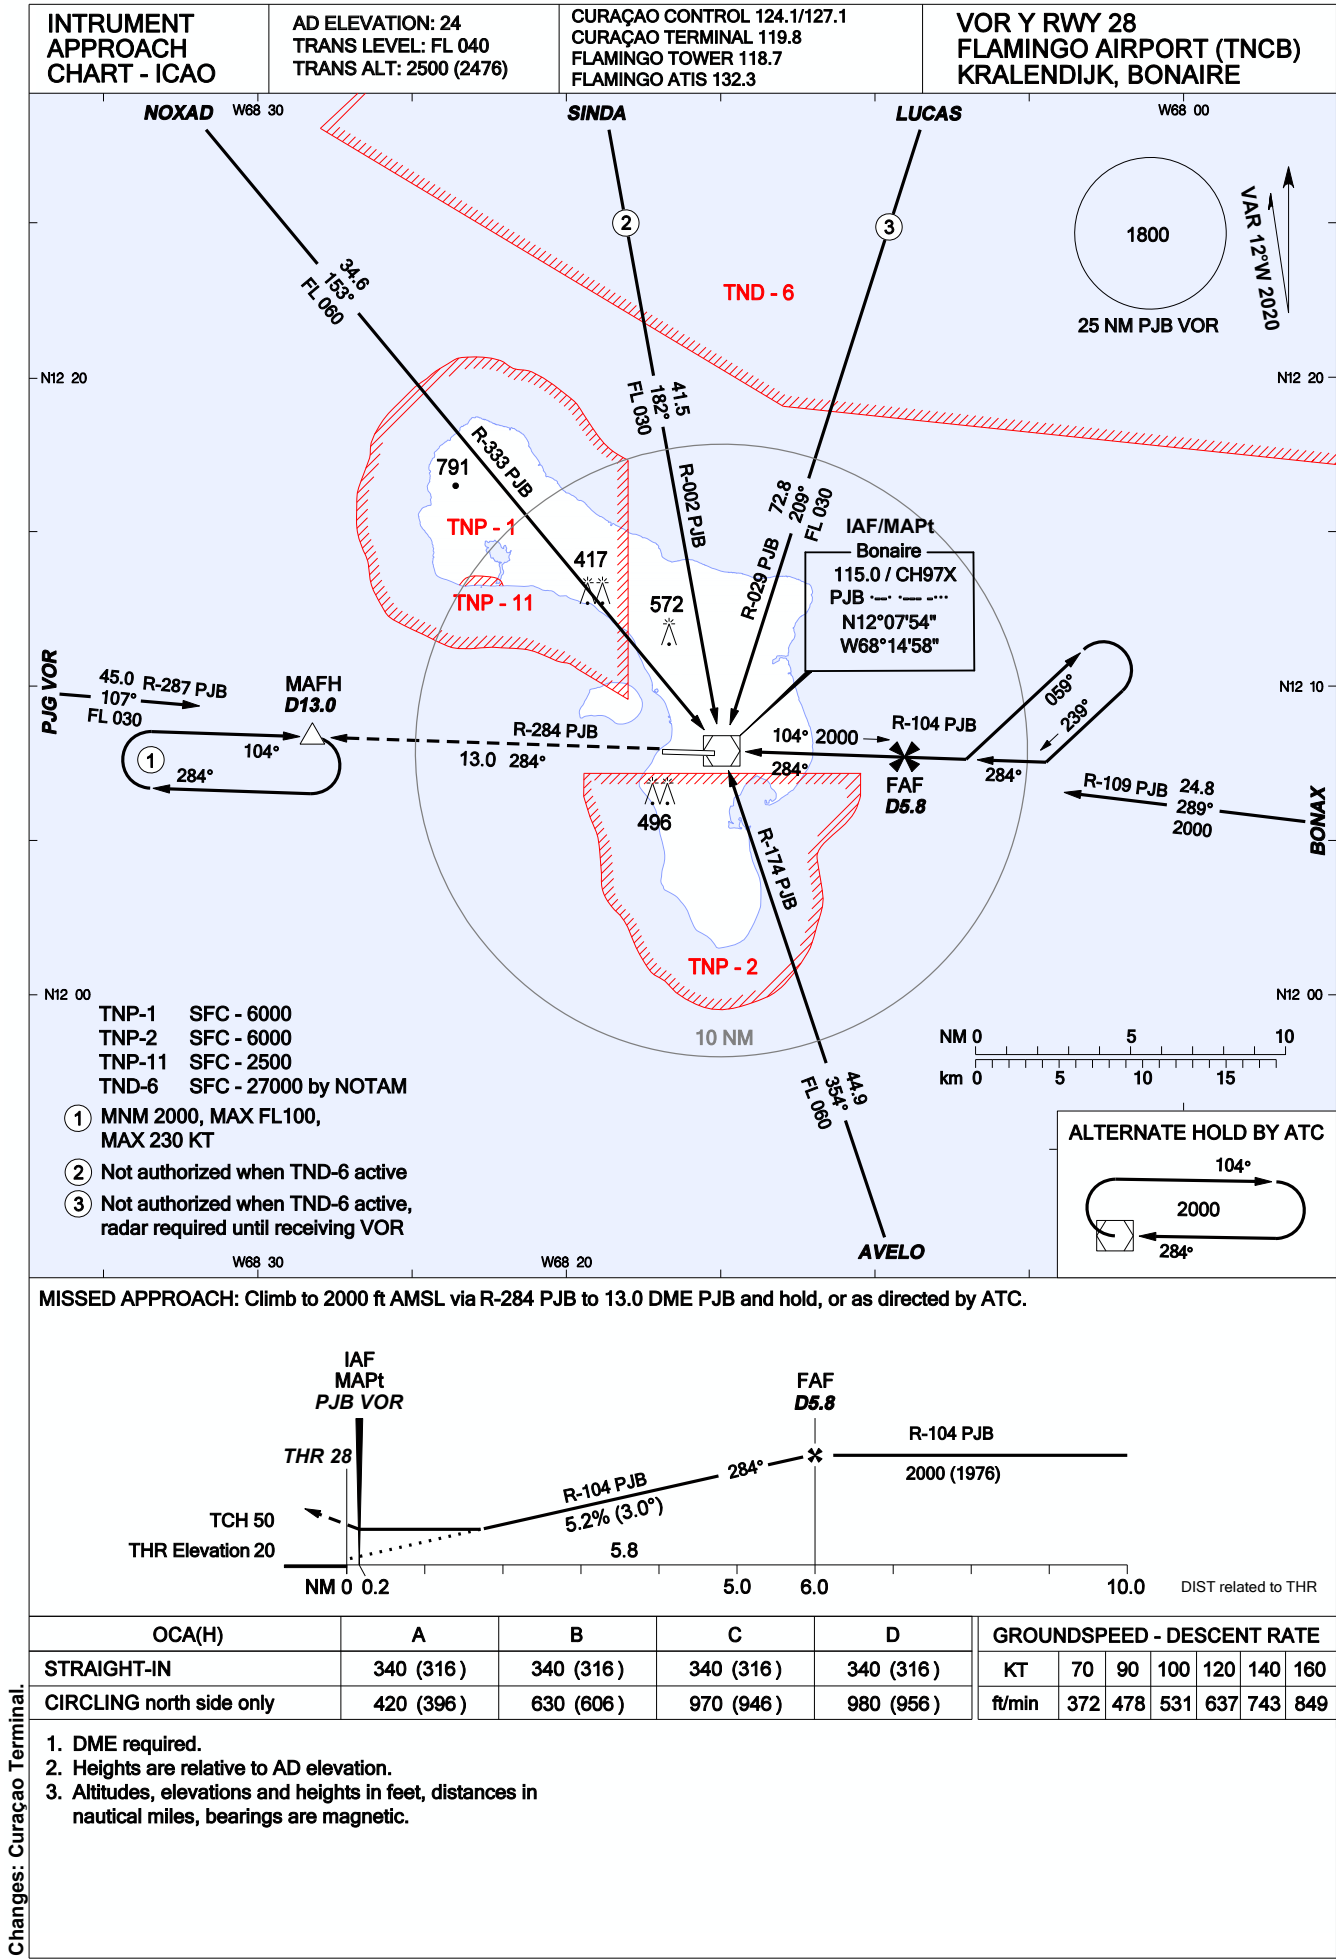 INTRUMENT
APPROACH
CHART - ICAO
AD ELEVATION: 24
TRANS LEVEL: FL 040
TRANS ALT: 2500 (2476)
CURAÇAO CONTROL 124.1/127.1
CURAÇAO TERMINAL 119.8
FLAMINGO TOWER 118.7
FLAMINGO ATIS 132.3
VOR Y RWY 28
FLAMINGO AIRPORT (TNCB)
KRALENDIJK, BONAIRE
NOXAD
W68 30
SINDA
LUCAS
W68 00
2
3
1800
25 NM PJB VOR
VAR 12°W 2020
TND - 6
34.6
153°
FL 060
N12 20
N12 20
41.5
182°
FL 030
72.8
209°
FL 030
R-333 PJB
R-002 PJB
R-029 PJB
791
TNP - 1
417
TNP - 11
572
IAF/MAPt
Bonaire
115.0 / CH97X
PJB ·--· ·--- -···
N12°07'54"
W68°14'58"
PJG VOR
45.0
R-287 PJB
107°
FL 030
MAFH
D13.0
N12 10
059°
239°
1
104°
284°
R-284 PJB
13.0 284°
104° 2000
284°
R-104 PJB
FAF
D5.8
284°
R-109 PJB
24.8
289°
2000
BONAX
496
R-174 PJB
TNP - 2
N12 00
N12 00
10 NM
44.9
354°
FL 060
AVELO
NM 0 5 10
km 0 5 10 15
TNP-1 SFC - 6000
TNP-2 SFC - 6000
TNP-11 SFC - 2500
TND-6 SFC - 27000 by NOTAM
1 MNM 2000, MAX FL100,
MAX 230 KT
2 Not authorized when TND-6 active
3 Not authorized when TND-6 active,
radar required until receiving VOR
W68 30
W68 20
ALTERNATE HOLD BY ATC
104°
2000
284°
MISSED APPROACH: Climb to 2000 ft AMSL via R-284 PJB to 13.0 DME PJB and hold, or as directed by ATC.
IAF
MAPt
PJB VOR
THR 28
TCH 50
THR Elevation 20
R-104 PJB
5.2% (3.0°)
284°
5.8
FAF
D5.8
R-104 PJB
2000 (1976)
NM 0 0.2 5.0 6.0 10.0
DIST related to THR
OCA(H) A B C D
STRAIGHT-IN 340 (316) 340 (316) 340 (316) 340 (316)
CIRCLING north side only 420 (396) 630 (606) 970 (946) 980 (956)
GROUNDSPEED - DESCENT RATE
KT 70 90 100 120 140 160
ft/min 372 478 531 637 743 849
1. DME required.
2. Heights are relative to AD elevation.
3. Altitudes, elevations and heights in feet, distances in
nautical miles, bearings are magnetic.
Changes: Curaçao Terminal.